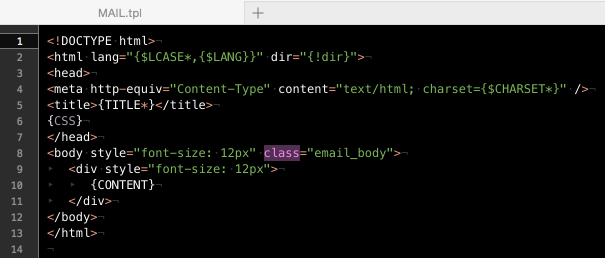 MAIL.tpl
1 <!DOCTYPE html>
2 <html lang="{$LCASE*,{$LANG}}" dir="{!dir}">
3 <head>
4 <meta http-equiv="Content-Type" content="text/html; charset={$CHARSET*}" />
5 <title>{TITLE*}</title>
6 {CSS}
7 </head>
8 <body style="font-size: 12px" class="email_body">
9 <div style="font-size: 12px">
10 {CONTENT}
11 </div>
12 </body>
13 </html>
14